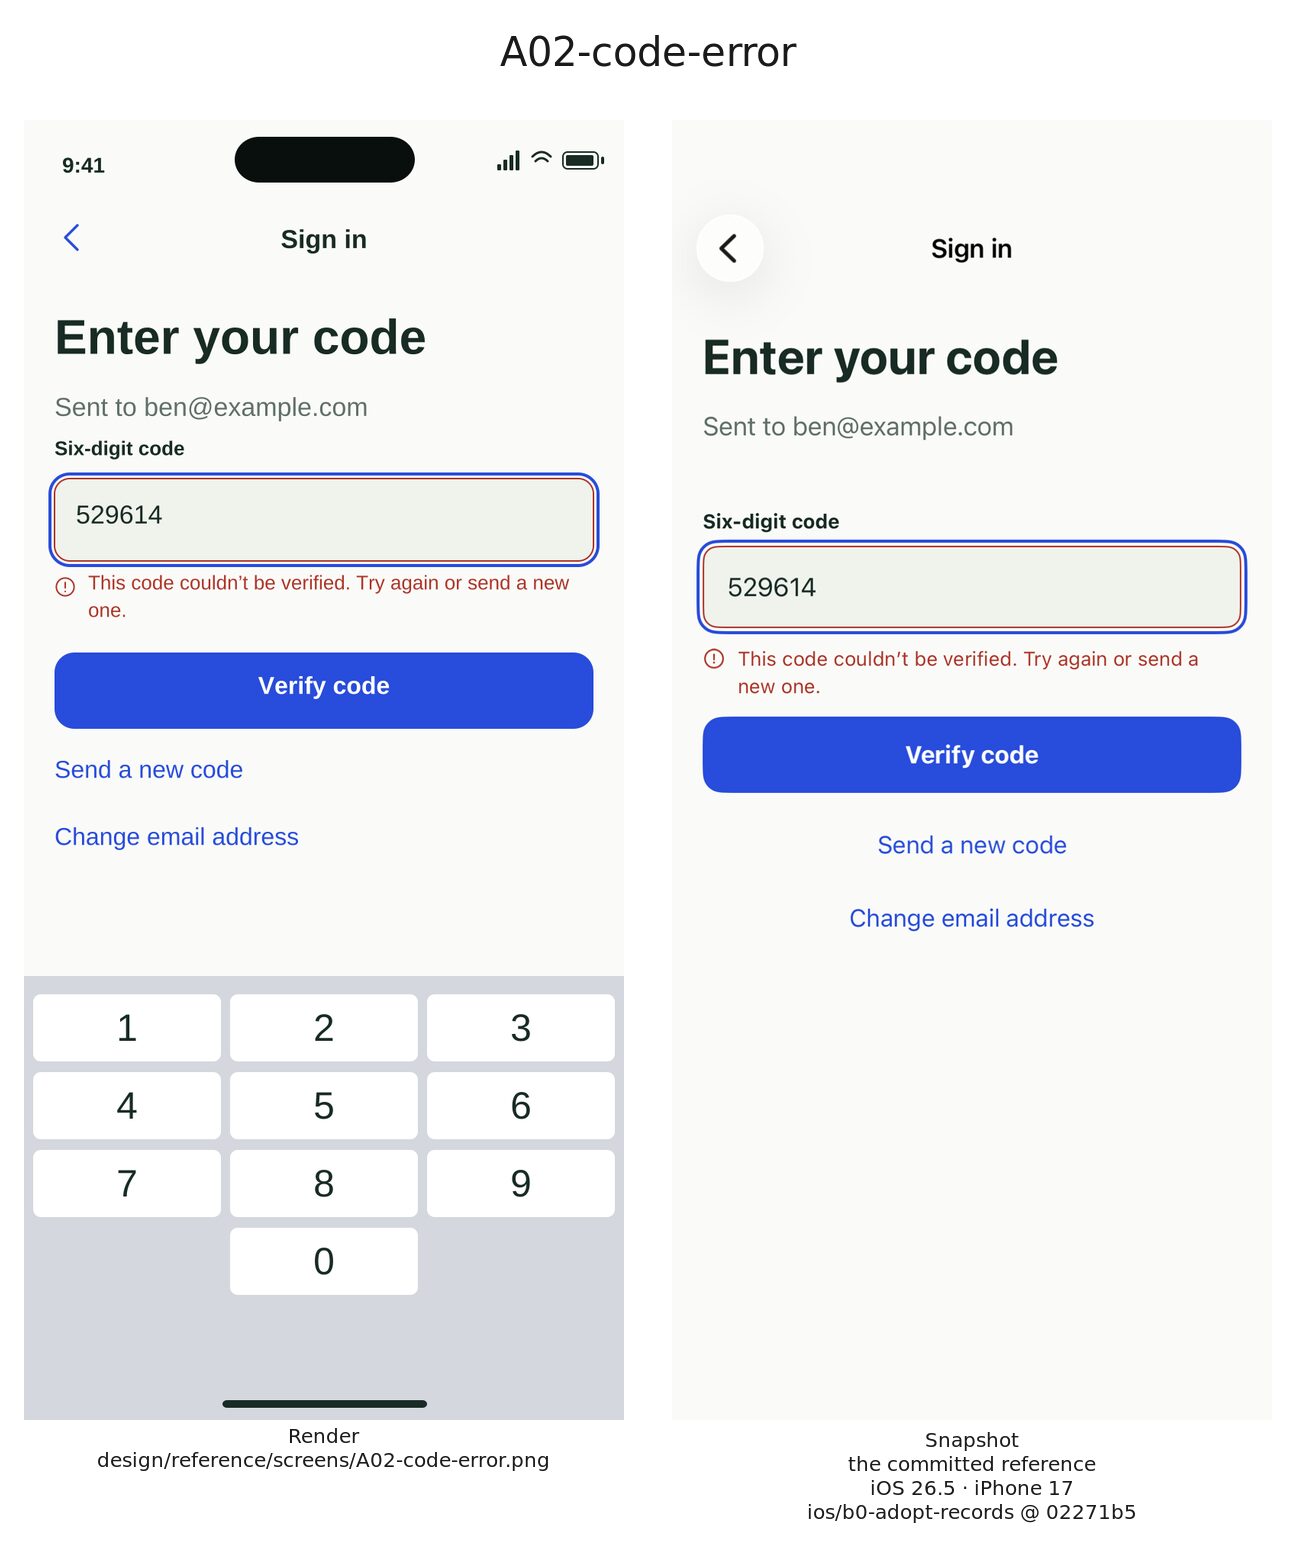 A02-code-error
9:41
Sign in
Enter your code
Sent to ben@example.com
Six-digit code
529614
This code couldn’t be verified. Try again or send a new
one.
Verify code
Send a new code
Change email address
1 2 3
4 5 6
7 8 9
0
Render
design/reference/screens/A02-code-error.png
Sign in
Enter your code
Sent to ben@example.com
Six-digit code
529614
This code couldn’t be verified. Try again or send a
new one.
Verify code
Send a new code
Change email address
Snapshot
the committed reference
iOS 26.5 · iPhone 17
ios/b0-adopt-records @ 02271b5